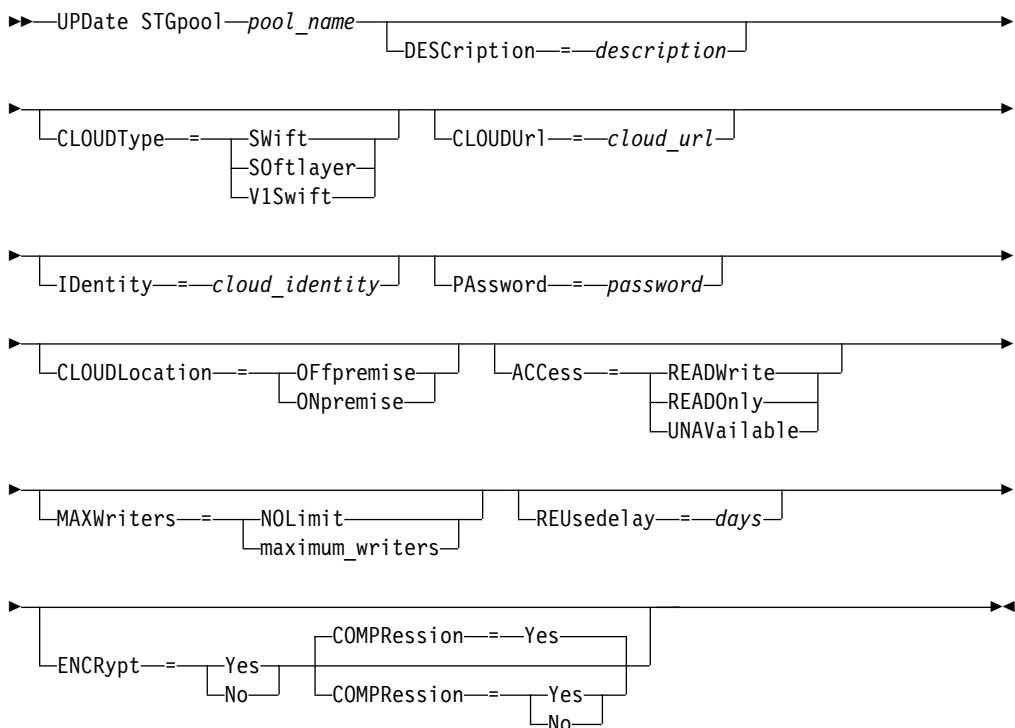 UPDate STGpool pool_name
DESCription = description
CLOUDType = SWift
SOftlayer
V1Swift
CLOUDUrl = cloud_url
IDentity = cloud_identity
PAssword = password
CLOUDLocation = OFfpremise
ONpremise
ACCess = READWrite
READOnly
UNAVailable
MAXWriters = NOLimit
maximum_writers
REUsedelay = days
COMPRession = Yes
ENCRypt = Yes
No
COMPRession = Yes
No